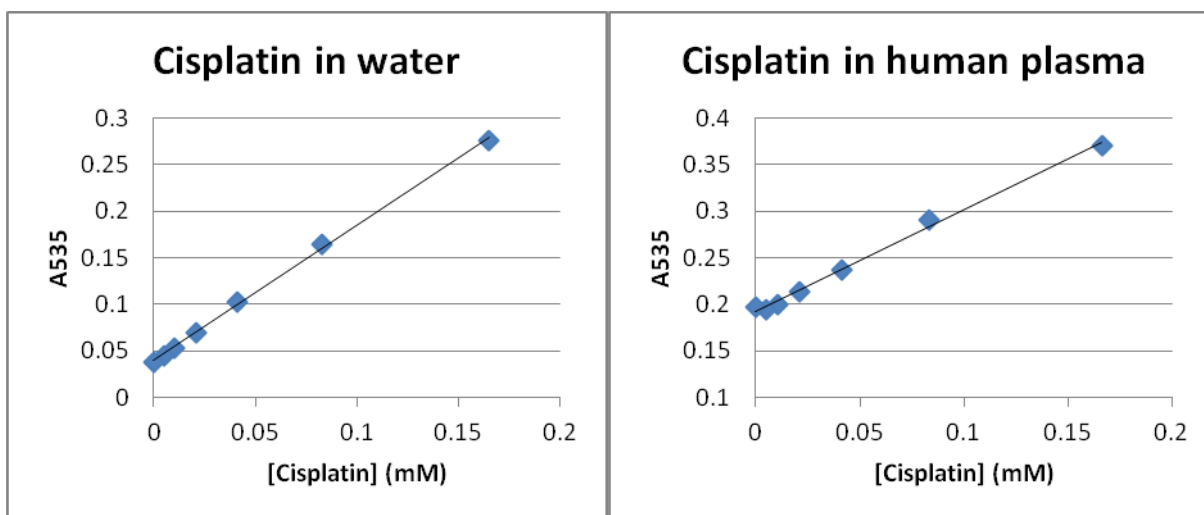 Cisplatin in water
0.3
0.25
0.2
0.15
0.1
0.05
0
A535
0 0.05 0.1 0.15 0.2
[Cisplatin] (mM)
Cisplatin in human plasma
0.4
0.35
0.3
0.25
0.2
0.15
0.1
A535
0 0.05 0.1 0.15 0.2
[Cisplatin] (mM)